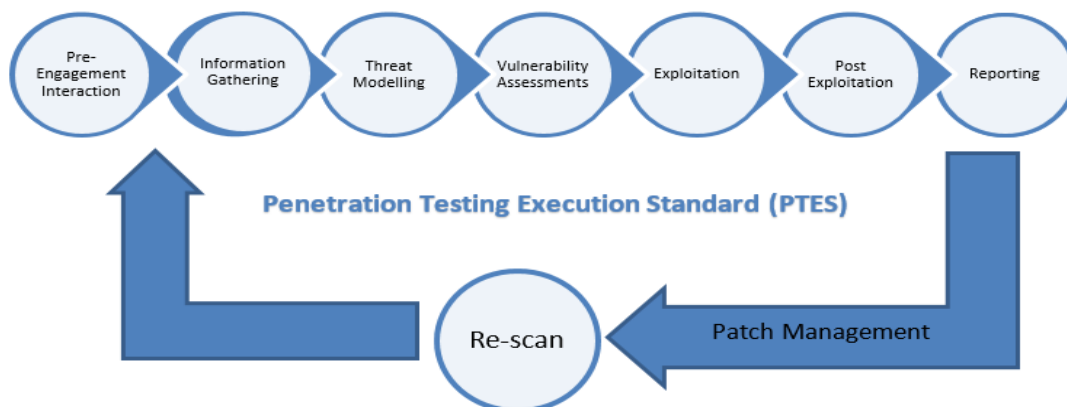 Pre-
Engagement
Interaction
Information
Gathering
Threat
Modelling
Vulnerability
Assessments
Exploitation
Post
Exploitation
Reporting
Penetration Testing Execution Standard (PTES)
Re-scan
Patch Management